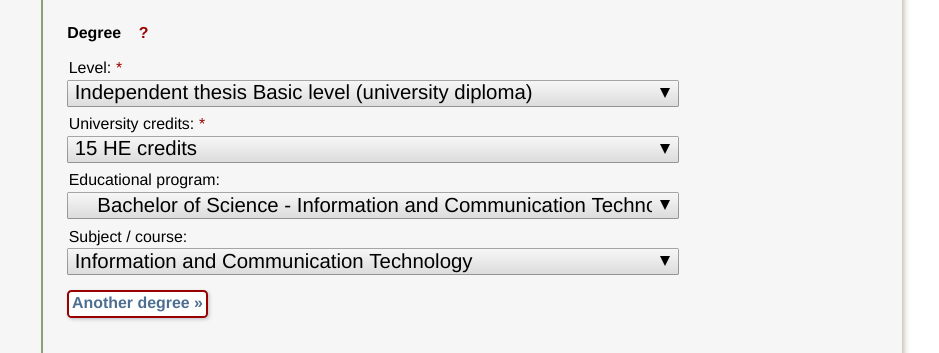 Degree ?
Level: *
Independent thesis Basic level (university diploma) ▼
University credits: *
15 HE credits ▼
Educational program:
Bachelor of Science - Information and Communication Techno ▼
Subject / course:
Information and Communication Technology ▼
Another degree »